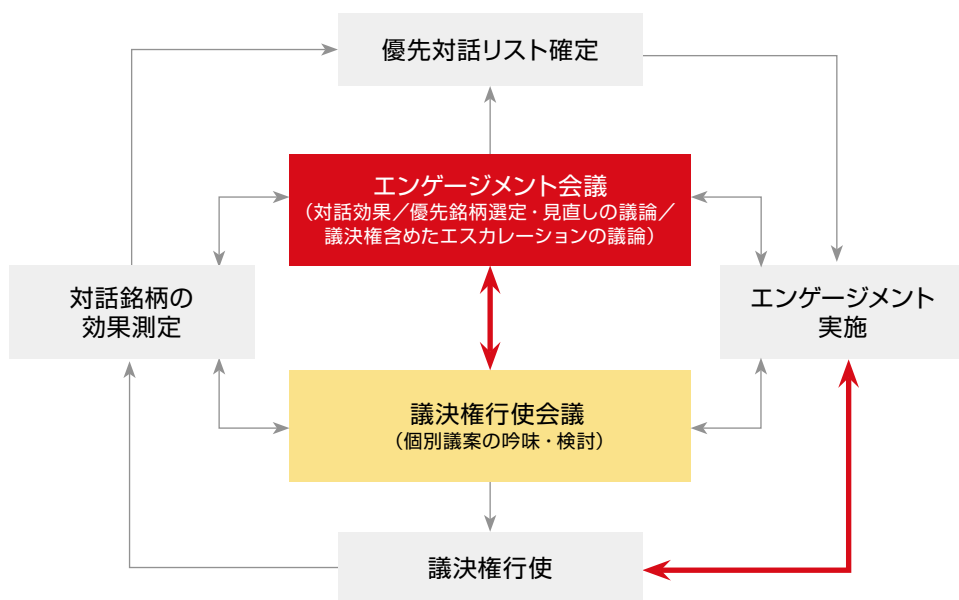 優先対話リスト確定
エンゲージメント会議
（対話効果／優先銘柄選定・見直しの議論／
議決権含めたエスカレーションの議論）
対話銘柄の
効果測定
エンゲージメント
実施
議決権行使会議
（個別議案の吟味・検討）
議決権行使